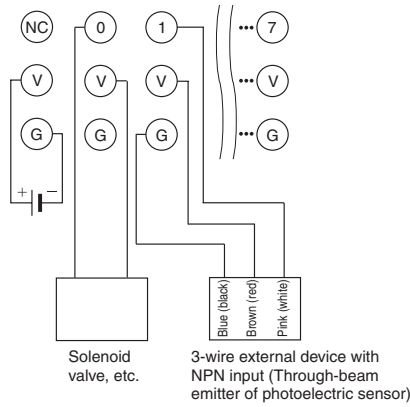 NC 0 1 ••• 7
V V V ••• V
G G G ••• G
+ −
Blue (black)
Brown (red)
Pink (white)
Solenoid
valve, etc.
3-wire external device with
NPN input (Through-beam
emitter of photoelectric sensor)